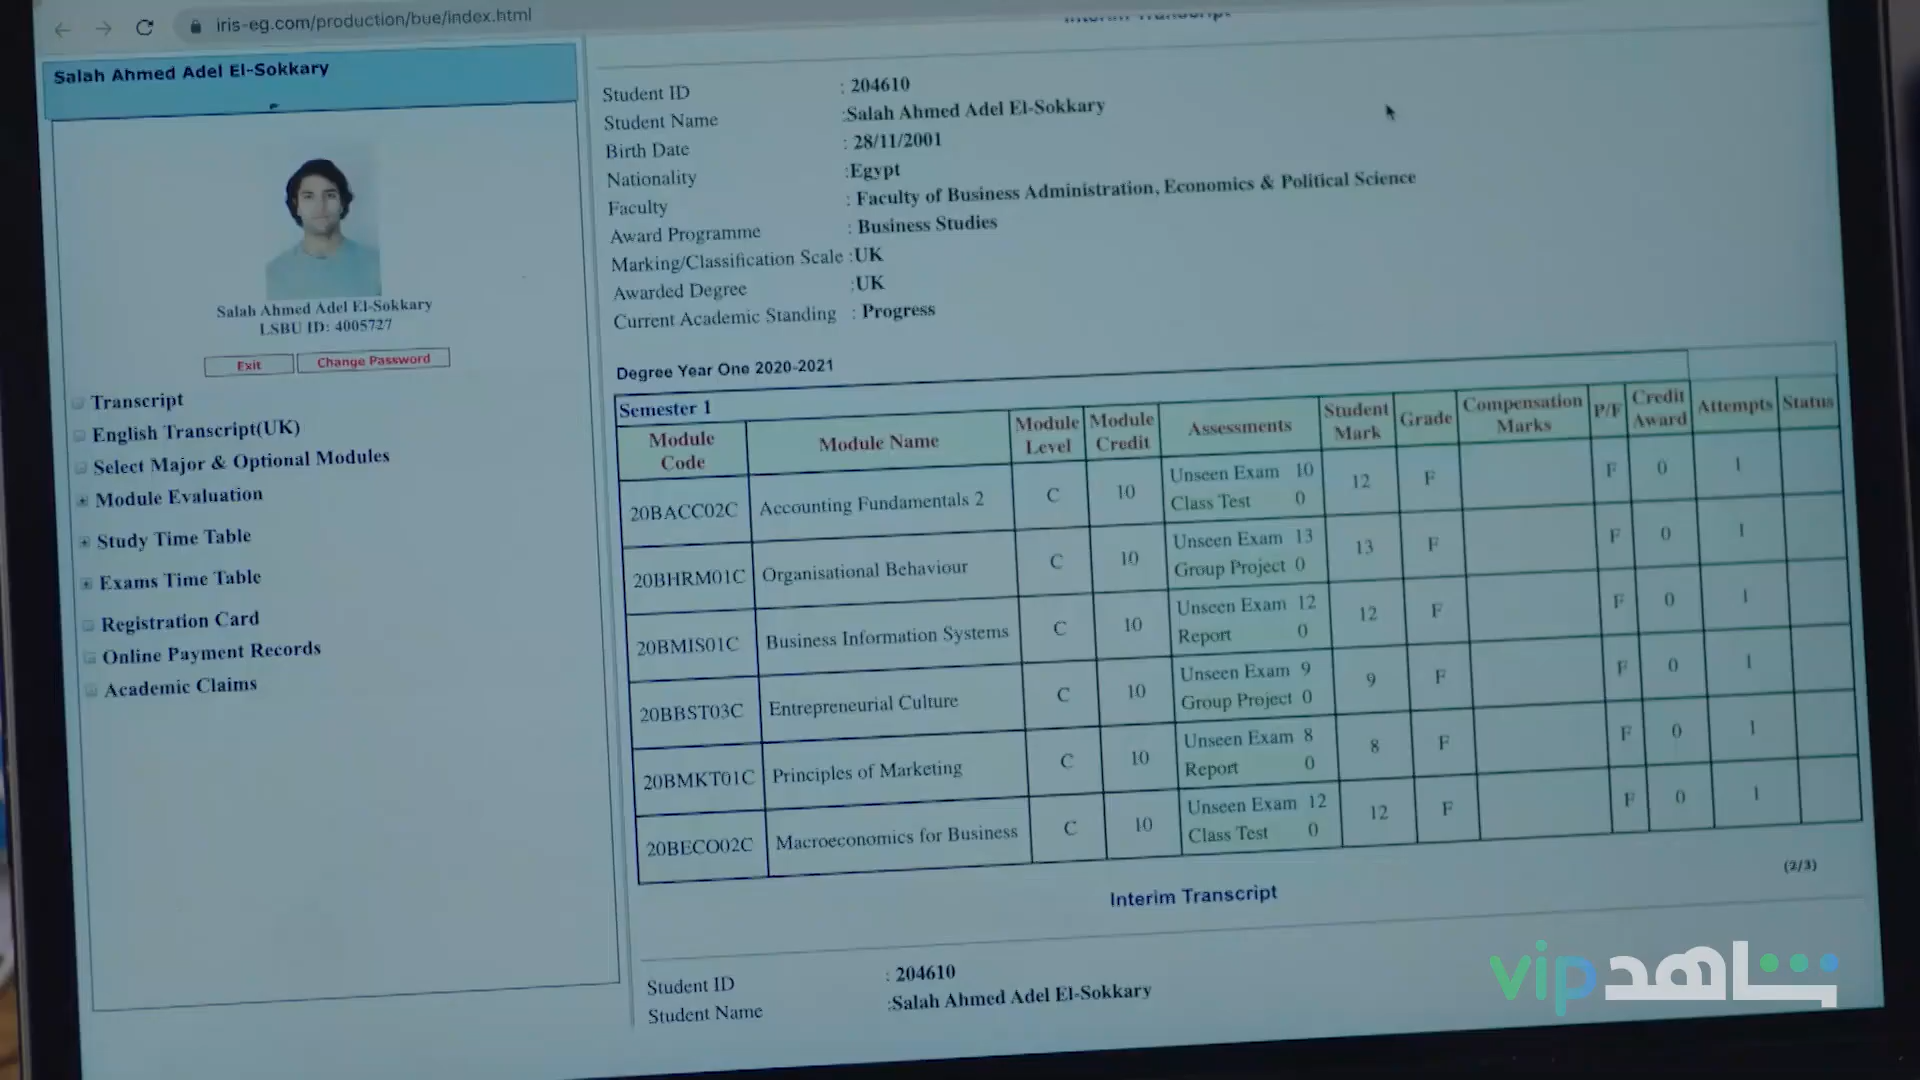 iris-eg.com/production/bue/index.html
Interim Transcript
Salah Ahmed Adel El-Sokkary
Salah Ahmed Adel El-Sokkary
LSBU ID: 4005727
Exit Change Password
Transcript
English Transcript(UK)
Select Major & Optional Modules
Module Evaluation
Study Time Table
Exams Time Table
Registration Card
Online Payment Records
Academic Claims
Student ID : 204610
Student Name :Salah Ahmed Adel El-Sokkary
Birth Date : 28/11/2001
Nationality :Egypt
Faculty : Faculty of Business Administration, Economics & Political Science
Award Programme : Business Studies
Marking/Classification Scale :UK
Awarded Degree :UK
Current Academic Standing : Progress
Degree Year One 2020-2021
Semester 1
Module Code Module Name Module Level Module Credit Assessments Student Mark Grade Compensation Marks P/F Credit Award Attempts Status
20BACC02C Accounting Fundamentals 2 C 10 Unseen Exam 10 Class Test 0 12 F F 0 1
20BHRM01C Organisational Behaviour C 10 Unseen Exam 13 Group Project 0 13 F F 0 1
20BMIS01C Business Information Systems C 10 Unseen Exam 12 Report 0 12 F F 0 1
20BBST03C Entrepreneurial Culture C 10 Unseen Exam 9 Group Project 0 9 F F 0 1
20BMKT01C Principles of Marketing C 10 Unseen Exam 8 Report 0 8 F F 0 1
20BECO02C Macroeconomics for Business C 10 Unseen Exam 12 Class Test 0 12 F F 0 1
(2/3)
Interim Transcript
Student ID : 204610
Student Name :Salah Ahmed Adel El-Sokkary
vip شاهد